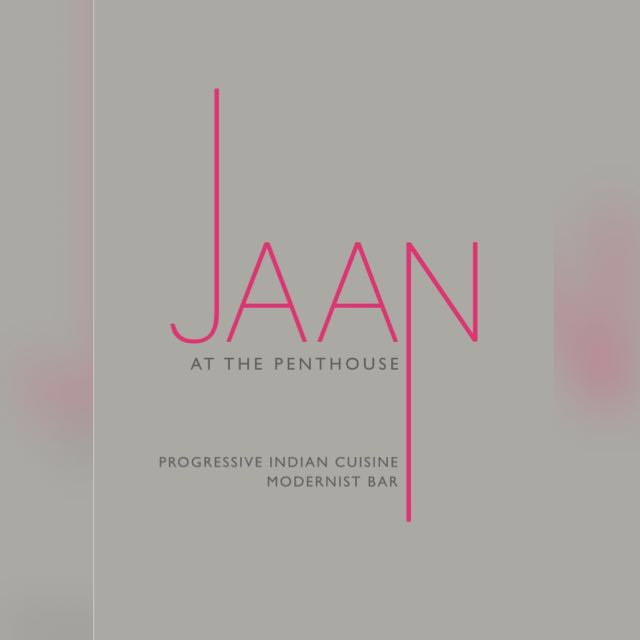 JAAN
AT THE PENTHOUSE
PROGRESSIVE INDIAN CUISINE
MODERNIST BAR